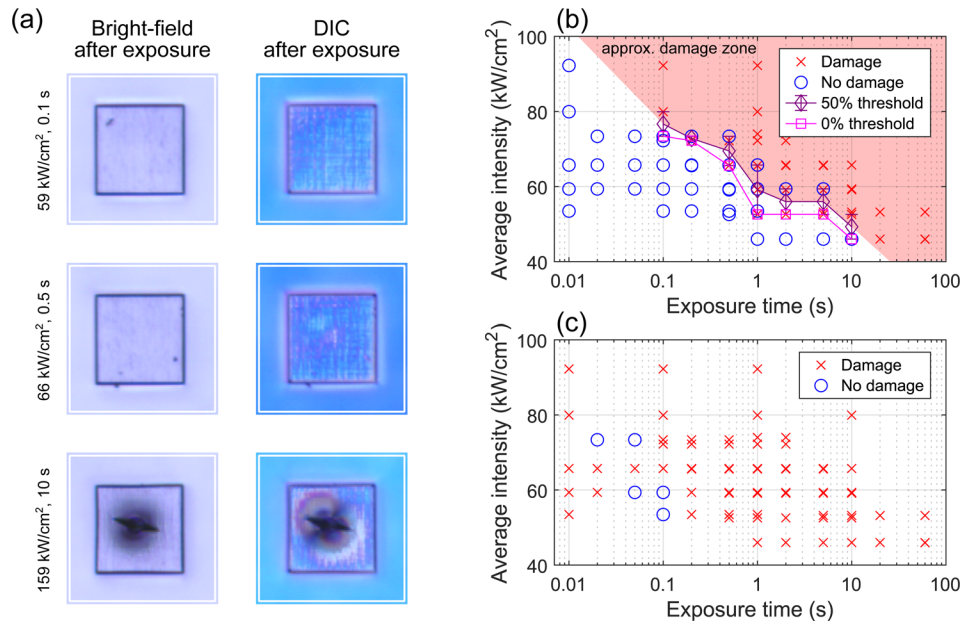 (a)
Bright-field
after exposure
DIC
after exposure
59 kW/cm², 0.1 s
66 kW/cm², 0.5 s
159 kW/cm², 10 s
(b)
approx. damage zone
Damage
No damage
50% threshold
0% threshold
100
80
60
40
Average intensity (kW/cm²)
0.01
0.1
1
10
100
Exposure time (s)
(c)
Damage
No damage
100
80
60
40
Average intensity (kW/cm²)
0.01
0.1
1
10
100
Exposure time (s)